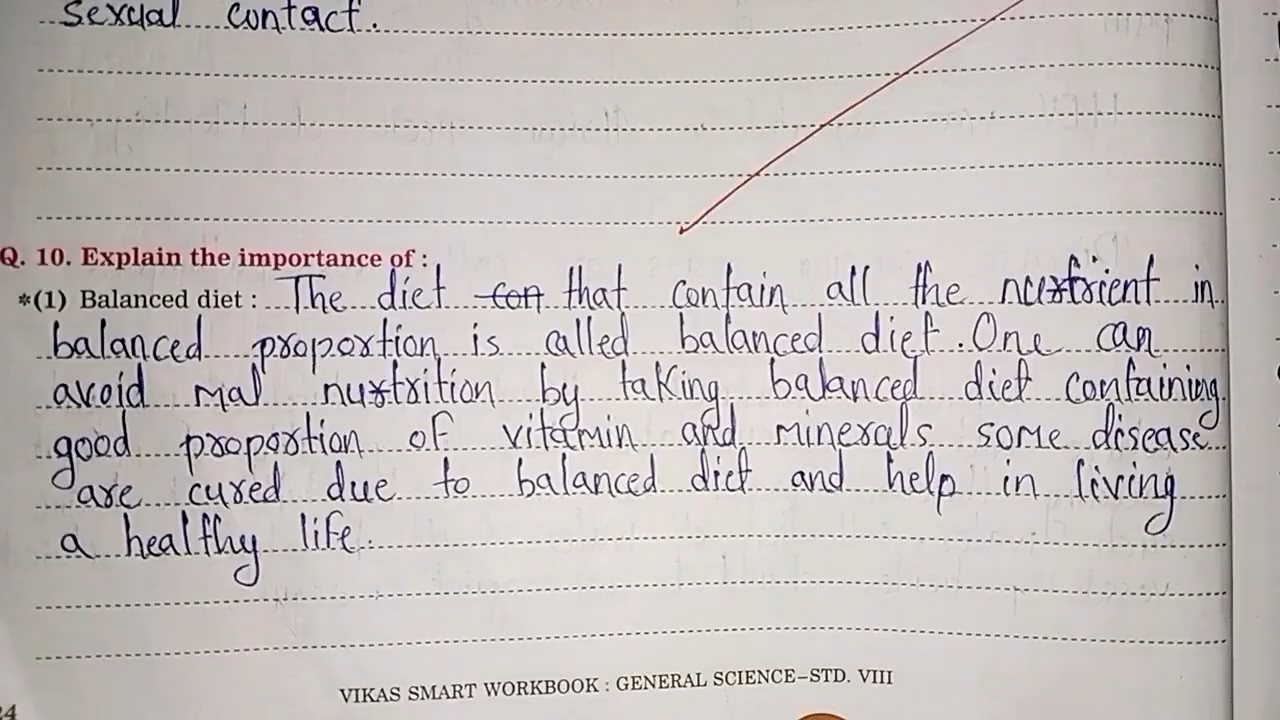 sexual contact.
Q. 10. Explain the importance of :
*(1) Balanced diet : The diet con that contain all the nutrient in
balanced proportion is called balanced diet. One can
avoid mal nutrition by taking balanced diet containing
good proportion of vitamin and minerals some disease
are cured due to balanced diet and help in living
a healthy life.
VIKAS SMART WORKBOOK : GENERAL SCIENCE–STD. VIII
24